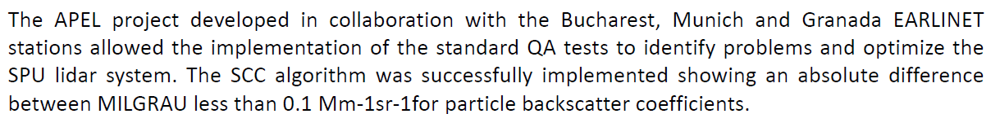 The APEL project developed in collaboration with the Bucharest, Munich and Granada EARLINET
stations allowed the implementation of the standard QA tests to identify problems and optimize the
SPU lidar system. The SCC algorithm was successfully implemented showing an absolute difference
between MILGRAU less than 0.1 Mm-1sr-1for particle backscatter coefficients.